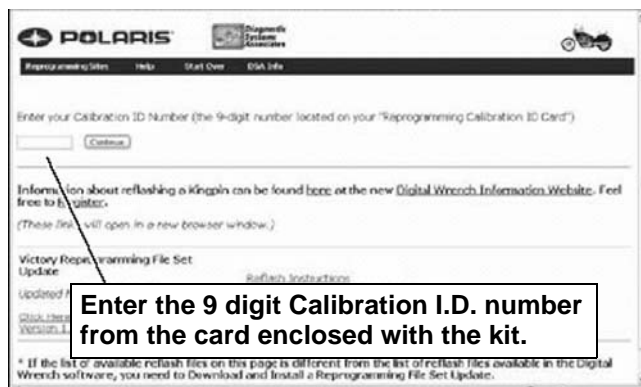 POLARIS Diagnostic
Systems
Associates
Reprogramming Sites Help Start Over DSA Info
Enter your Calibration ID Number (the 9-digit number located on your "Reprogramming Calibration ID Card")
Continue
Information about reflashing a Kingpin can be found here at the new Digital Wrench Information Website. Feel
free to Register.
(These links will open in a new browser window.)
Victory Reprogramming File Set
Update
Reflash Instructions
Updated
Click Here
Version 1.
Enter the 9 digit Calibration I.D. number
from the card enclosed with the kit.
* If the list of available reflash files on this page is different from the list of reflash files available in the Digital
Wrench software, you need to Download and Install a Reprogramming File Set Update.